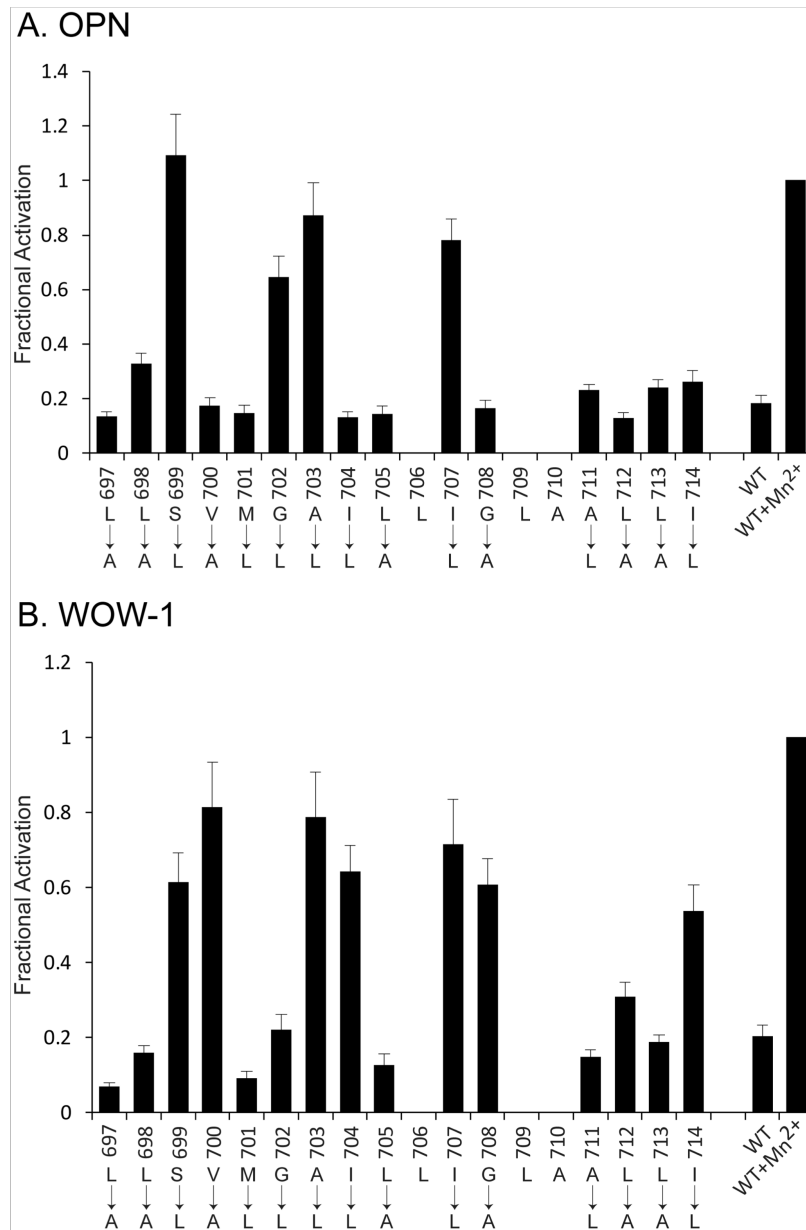 A. OPN
1.4
1.2
1
0.8
0.6
0.4
0.2
0
Fractional Activation
697 698 699 700 701 702 703 704 705 706 707 708 709 710 711 712 713 714 WT WT+Mn²⁺
L L S V M G A I L L I G L A A L L I
A A L A L L L L A L A L A A L
B. WOW-1
1.2
1
0.8
0.6
0.4
0.2
0
Fractional Activation
697 698 699 700 701 702 703 704 705 706 707 708 709 710 711 712 713 714 WT WT+Mn²⁺
L L S V M G A I L L I G L A A L L I
A A L A L L L L A L A L A A L